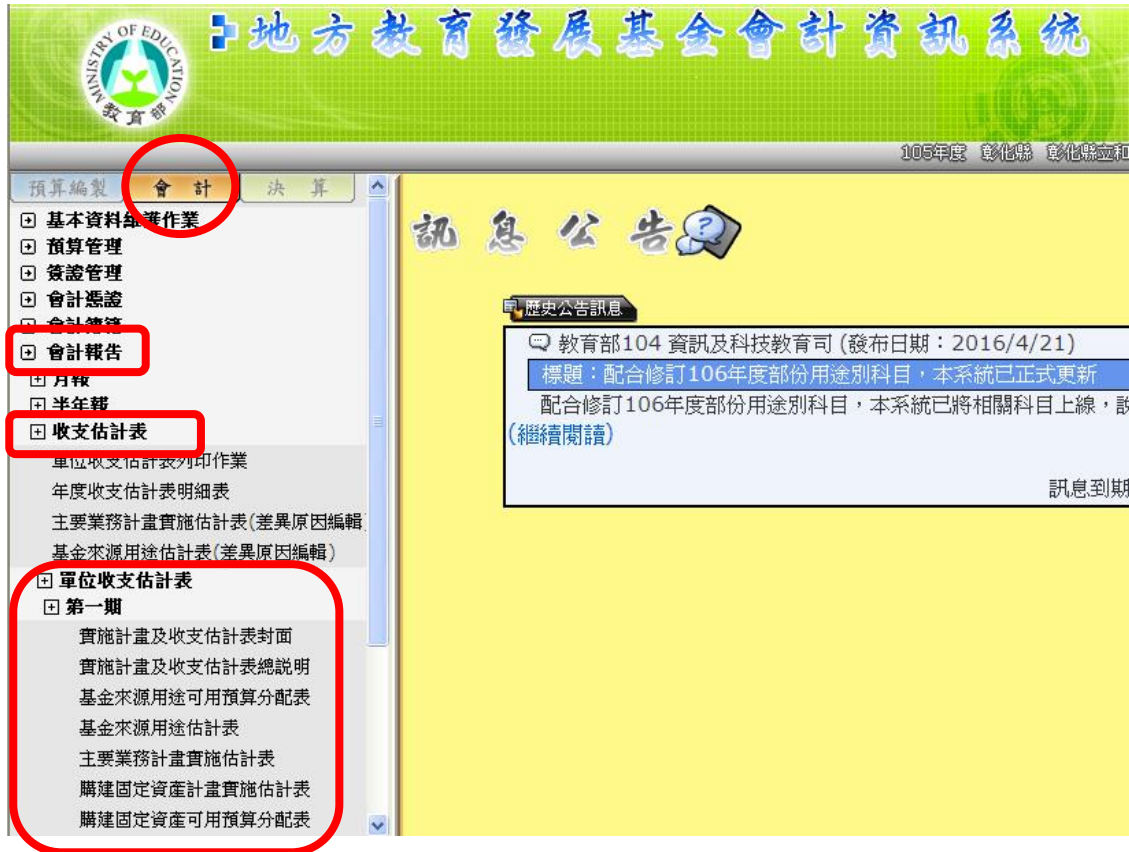 MINISTRY OF EDUCATION
教育部
地方教育發展基金會計資訊系統
105年度 彰化縣 彰化縣立和
預算編製 會計 決算
基本資料維護作業
預算管理
簽證管理
會計憑證
會計簿籍
會計報告
月報
半年報
收支估計表
單位收支估計表列印作業
年度收支估計表明細表
主要業務計畫實施估計表(差異原因編輯)
基金來源用途估計表(差異原因編輯)
單位收支估計表
第一期
實施計畫及收支估計表封面
實施計畫及收支估計表總說明
基金來源用途可用預算分配表
基金來源用途估計表
主要業務計畫實施估計表
購建固定資產計畫實施估計表
購建固定資產可用預算分配表
訊息公告
歷史公告訊息
教育部104 資訊及科技教育司 (發布日期：2016/4/21)
標題：配合修訂106年度部份用途別科目，本系統已正式更新
配合修訂106年度部份用途別科目，本系統已將相關科目上線，說
(繼續閱讀)
訊息到期